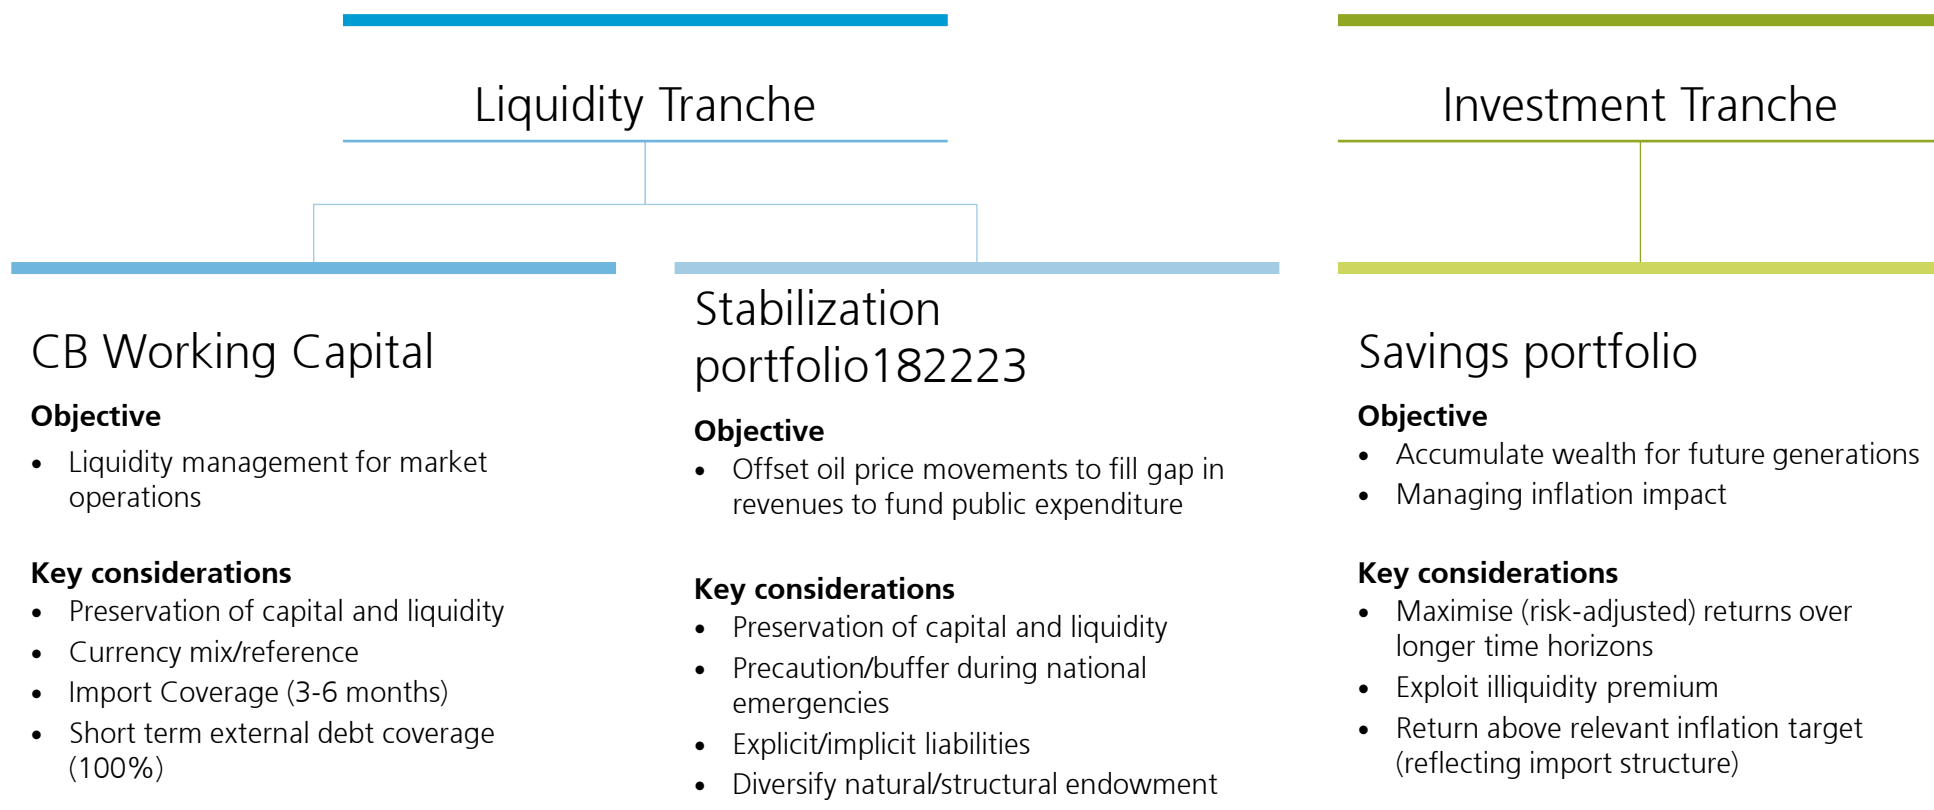 Liquidity Tranche
Investment Tranche
CB Working Capital
Objective
• Liquidity management for market
operations
Key considerations
• Preservation of capital and liquidity
• Currency mix/reference
• Import Coverage (3-6 months)
• Short term external debt coverage
(100%)
Stabilization
portfolio182223
Objective
• Offset oil price movements to fill gap in
revenues to fund public expenditure
Key considerations
• Preservation of capital and liquidity
• Precaution/buffer during national
emergencies
• Explicit/implicit liabilities
• Diversify natural/structural endowment
Savings portfolio
Objective
• Accumulate wealth for future generations
• Managing inflation impact
Key considerations
• Maximise (risk-adjusted) returns over
longer time horizons
• Exploit illiquidity premium
• Return above relevant inflation target
(reflecting import structure)